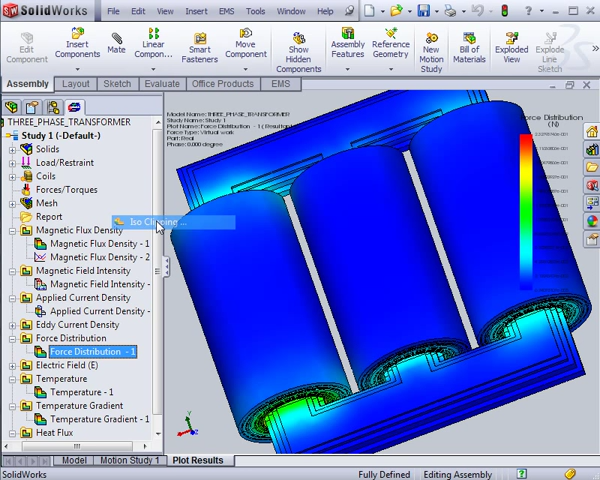 SolidWorks
File Edit View Insert Tools EMS Window Help
Edit Component
Insert Components
Mate
Linear Compon...
Smart Fasteners
Move Component
Show Hidden Components
Assembly Features
Reference Geometry
New Motion Study
Bill of Materials
Exploded View
Explode Line Sketch
Assembly Layout Sketch Evaluate Office Products EMS
THREE_PHASE_TRANSFORMER
Study 1 (-Default-)
Solids
Load/Restraint
Coils
Forces/Torques
Mesh
Report
Magnetic Flux Density
Magnetic Flux Density - 1
Magnetic Flux Density - 2
Magnetic Field Intensity
Magnetic Field Intensity -
Applied Current Density
Applied Current Density -
Eddy Current Density
Force Distribution
Force Distribution - 1
Electric Field (E)
Temperature
Temperature - 1
Temperature Gradient
Temperature Gradient - 1
Heat Flux
Iso Clipping ...
Model Name: THREE_PHASE_TRANSFORMER
Study Name: Study 1
Plot Name: Force Distribution - 1 ( Resultant
Force Type: Virtual work
Part: Real
Phase: 0.000 degree
Force Distribution
(N)
Y
X
Z
Model Motion Study 1 Plot Results
SolidWorks Fully Defined Editing Assembly